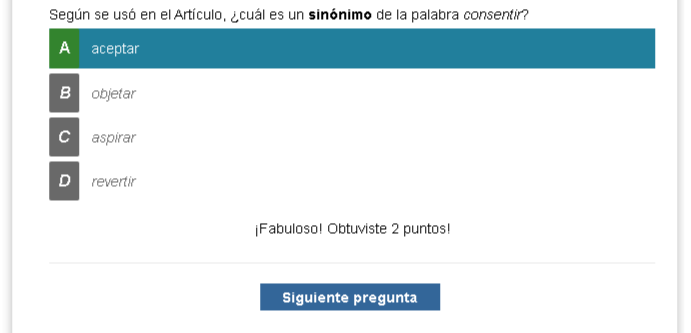 Según se usó en el Artículo, ¿cuál es un sinónimo de la palabra consentir?
A aceptar
B objetar
C aspirar
D revertir
¡Fabuloso! Obtuviste 2 puntos!
Siguiente pregunta